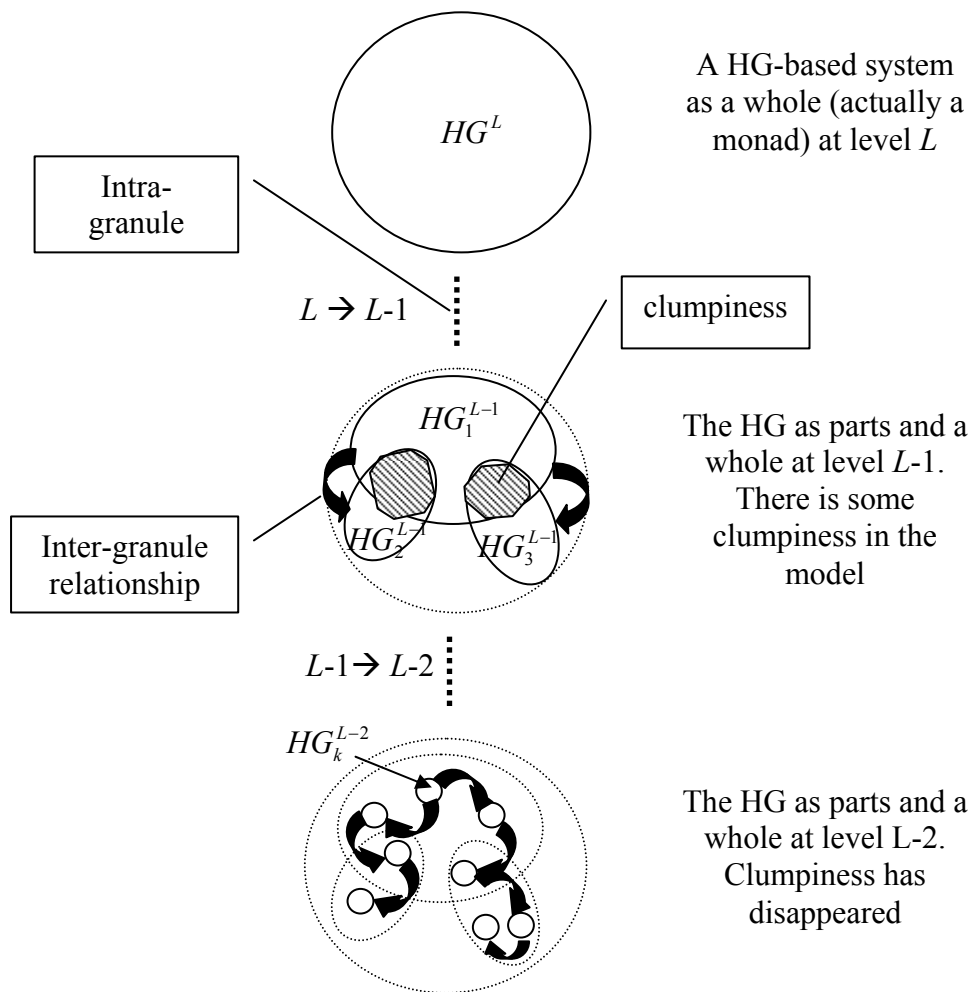 A HG-based system
as a whole (actually a
monad) at level L
HG^L
Intra-
granule
L → L-1
clumpiness
HG_1^{L-1}
The HG as parts and a
whole at level L-1.
There is some
clumpiness in the
model
HG_2^{L-1}
HG_3^{L-1}
Inter-granule
relationship
L-1→ L-2
HG_k^{L-2}
The HG as parts and a
whole at level L-2.
Clumpiness has
disappeared